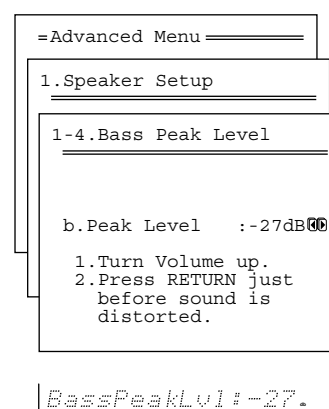 =Advanced Menu
1.Speaker Setup
1-4.Bass Peak Level
b.Peak Level :-27dB
1.Turn Volume up.
2.Press RETURN just
before sound is
distorted.
BassPeakLvl:-27.